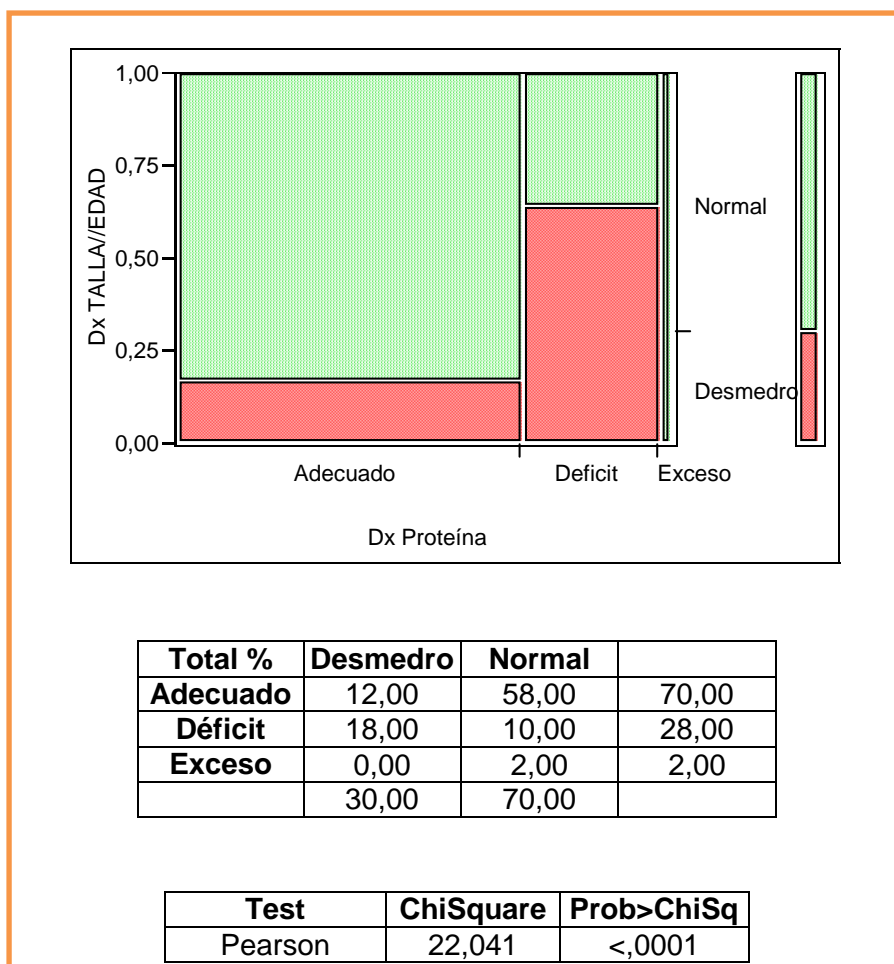 1,00
0,75
0,50
0,25
0,00
Dx TALLA//EDAD
Normal
Desmedro
Adecuado Deficit Exceso
Dx Proteína
Total % Desmedro Normal
Adecuado 12,00 58,00 70,00
Déficit 18,00 10,00 28,00
Exceso 0,00 2,00 2,00
30,00 70,00
Test ChiSquare Prob>ChiSq
Pearson 22,041 <,0001